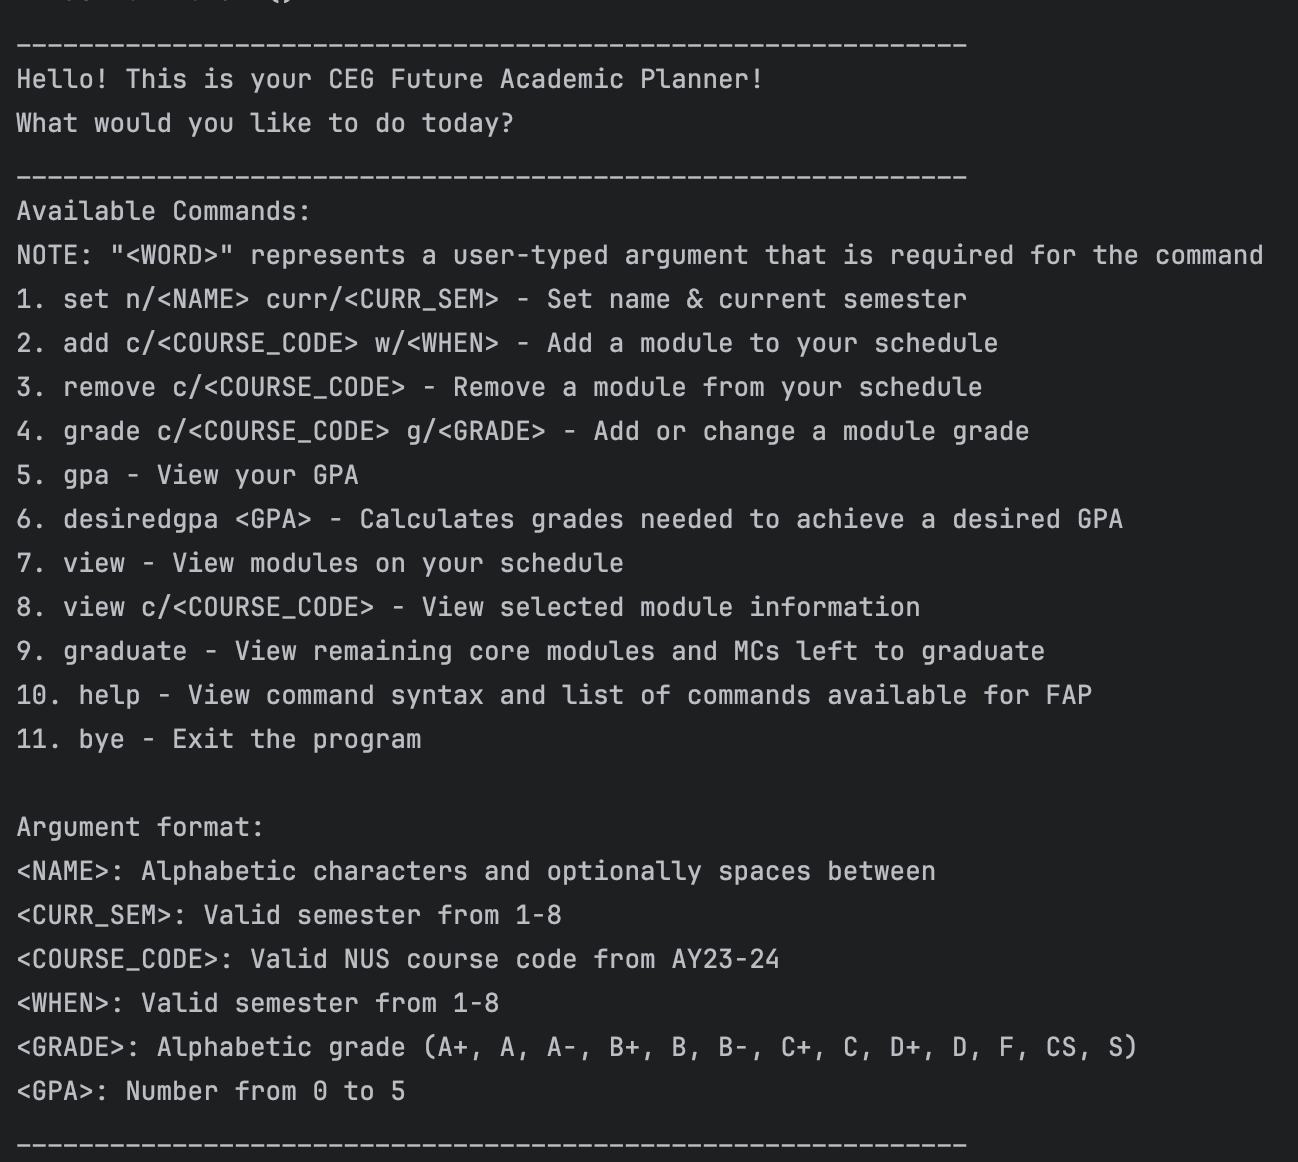 ____________________________________________________________
Hello! This is your CEG Future Academic Planner!
What would you like to do today?
____________________________________________________________
Available Commands:
NOTE: "<WORD>" represents a user-typed argument that is required for the command
1. set n/<NAME> curr/<CURR_SEM> - Set name & current semester
2. add c/<COURSE_CODE> w/<WHEN> - Add a module to your schedule
3. remove c/<COURSE_CODE> - Remove a module from your schedule
4. grade c/<COURSE_CODE> g/<GRADE> - Add or change a module grade
5. gpa - View your GPA
6. desiredgpa <GPA> - Calculates grades needed to achieve a desired GPA
7. view - View modules on your schedule
8. view c/<COURSE_CODE> - View selected module information
9. graduate - View remaining core modules and MCs left to graduate
10. help - View command syntax and list of commands available for FAP
11. bye - Exit the program

Argument format:
<NAME>: Alphabetic characters and optionally spaces between
<CURR_SEM>: Valid semester from 1-8
<COURSE_CODE>: Valid NUS course code from AY23-24
<WHEN>: Valid semester from 1-8
<GRADE>: Alphabetic grade (A+, A, A-, B+, B, B-, C+, C, D+, D, F, CS, S)
<GPA>: Number from 0 to 5
____________________________________________________________